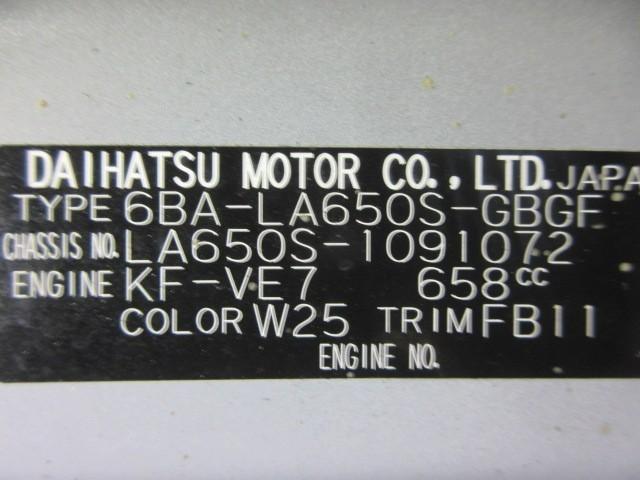 DAIHATSU MOTOR CO., LTD. JAPA
TYPE 6BA-LA650S-GBGF
CHASSIS NO. LA650S-1091072
ENGINE KF-VE7 658CC
COLOR W25 TRIM FB11
ENGINE NO.